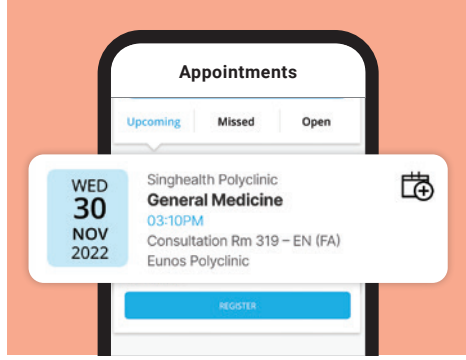 Appointments
Upcoming Missed Open
WED
30
NOV
2022
Singhealth Polyclinic
General Medicine
03:10PM
Consultation Rm 319 – EN (FA)
Eunos Polyclinic
REGISTER